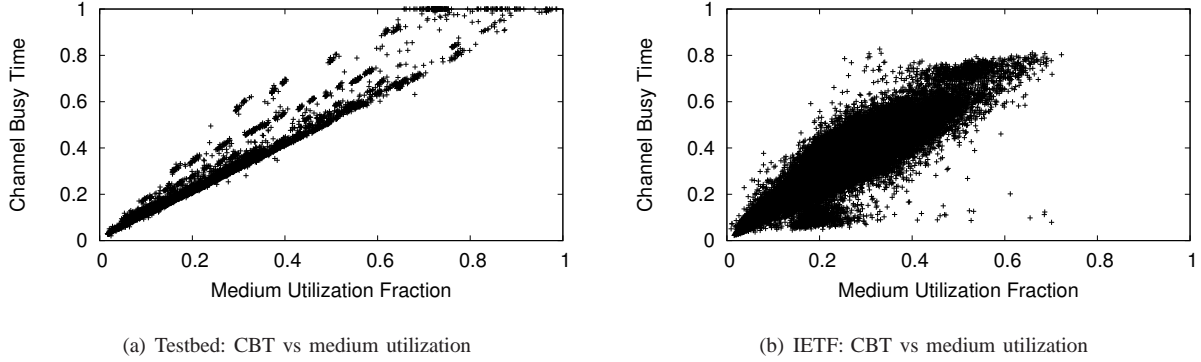 1
0.8
0.6
0.4
0.2
0
0 0.2 0.4 0.6 0.8 1
Channel Busy Time
Medium Utilization Fraction
(a) Testbed: CBT vs medium utilization
1
0.8
0.6
0.4
0.2
0
0 0.2 0.4 0.6 0.8 1
Channel Busy Time
Medium Utilization Fraction
(b) IETF: CBT vs medium utilization